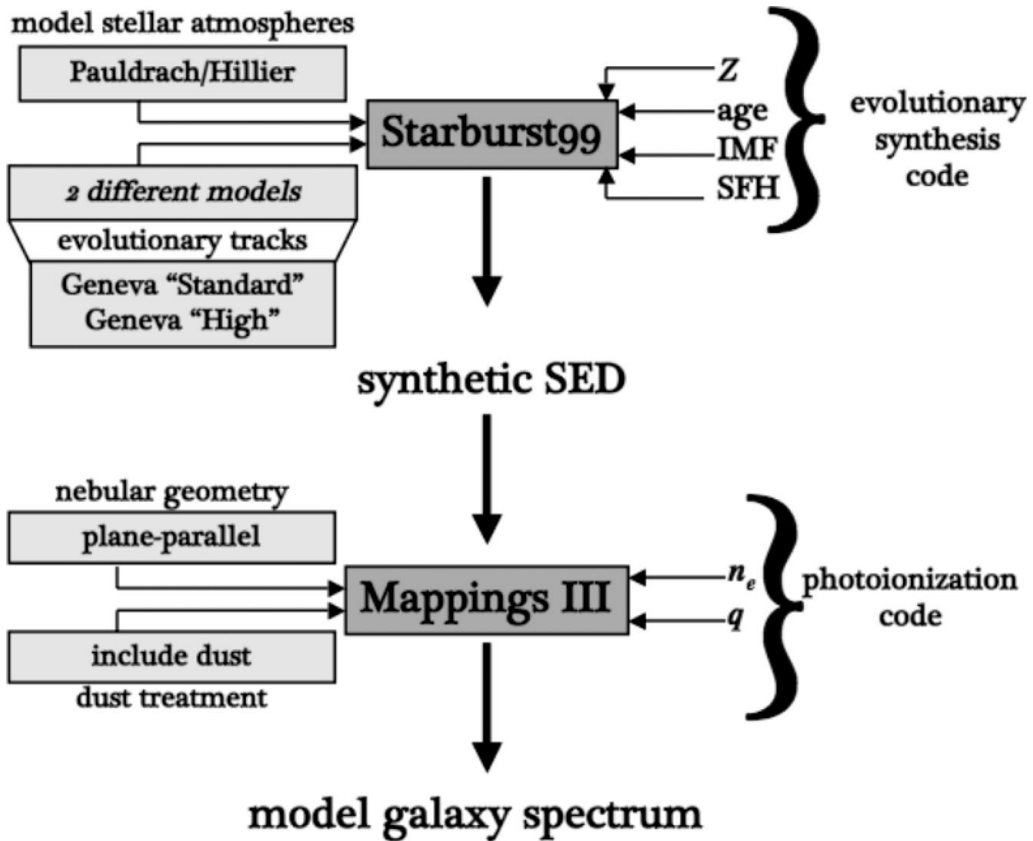 model stellar atmospheres
Pauldrach/Hillier
Starburst99
Z
age
IMF
SFH
evolutionary
synthesis
code
2 different models
evolutionary tracks
Geneva “Standard”
Geneva “High”
synthetic SED
nebular geometry
plane-parallel
Mappings III
n_e
q
photoionization
code
include dust
dust treatment
model galaxy spectrum